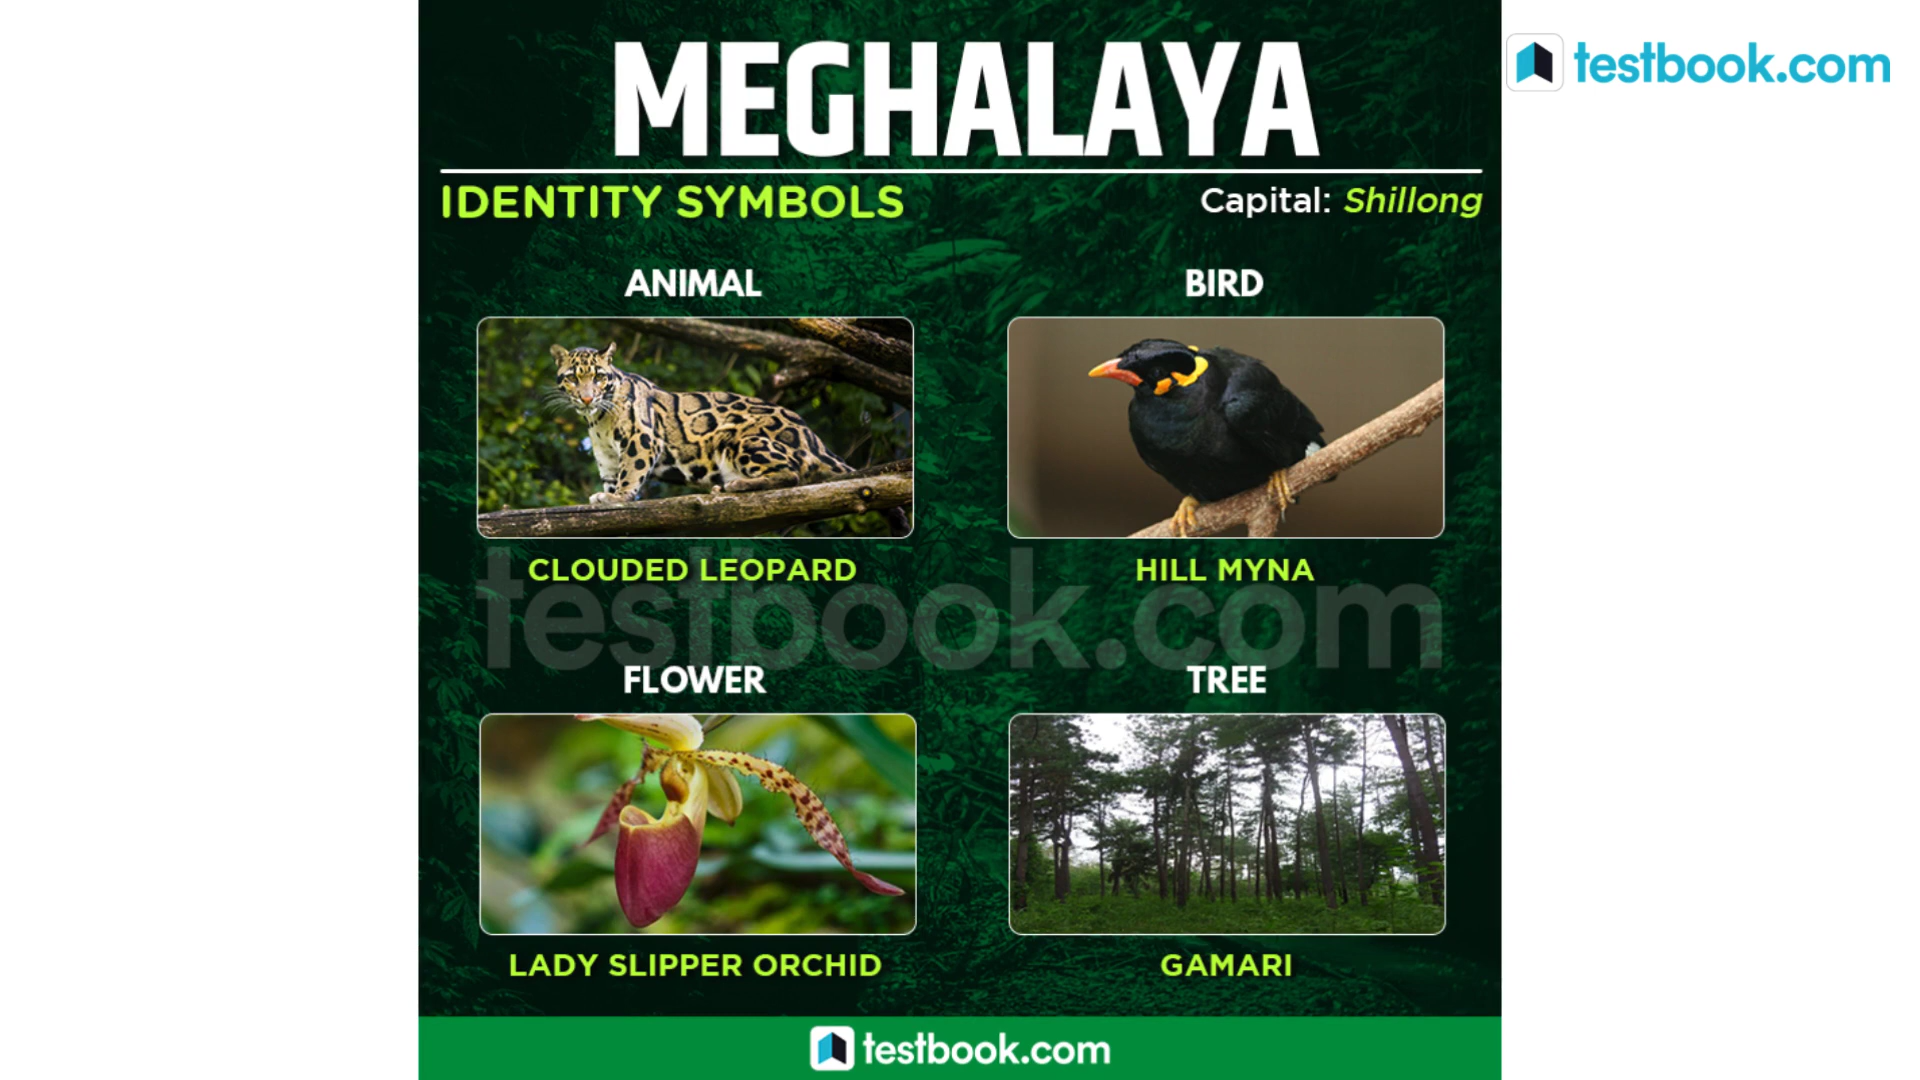 MEGHALAYA
testbook.com
IDENTITY SYMBOLS
Capital: Shillong
ANIMAL
BIRD
CLOUDED LEOPARD
HILL MYNA
testbook.com
FLOWER
TREE
LADY SLIPPER ORCHID
GAMARI
testbook.com